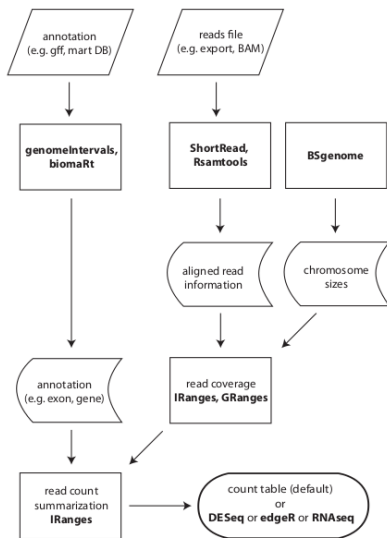 annotation
(e.g. gff, mart DB)
reads file
(e.g. export, BAM)
genomeIntervals,
biomaRt
ShortRead,
Rsamtools
BSgenome
aligned read
information
chromosome
sizes
annotation
(e.g. exon, gene)
read coverage
IRanges, GRanges
read count
summarization
IRanges
count table (default)
or
DESeq or edgeR or RNAseq